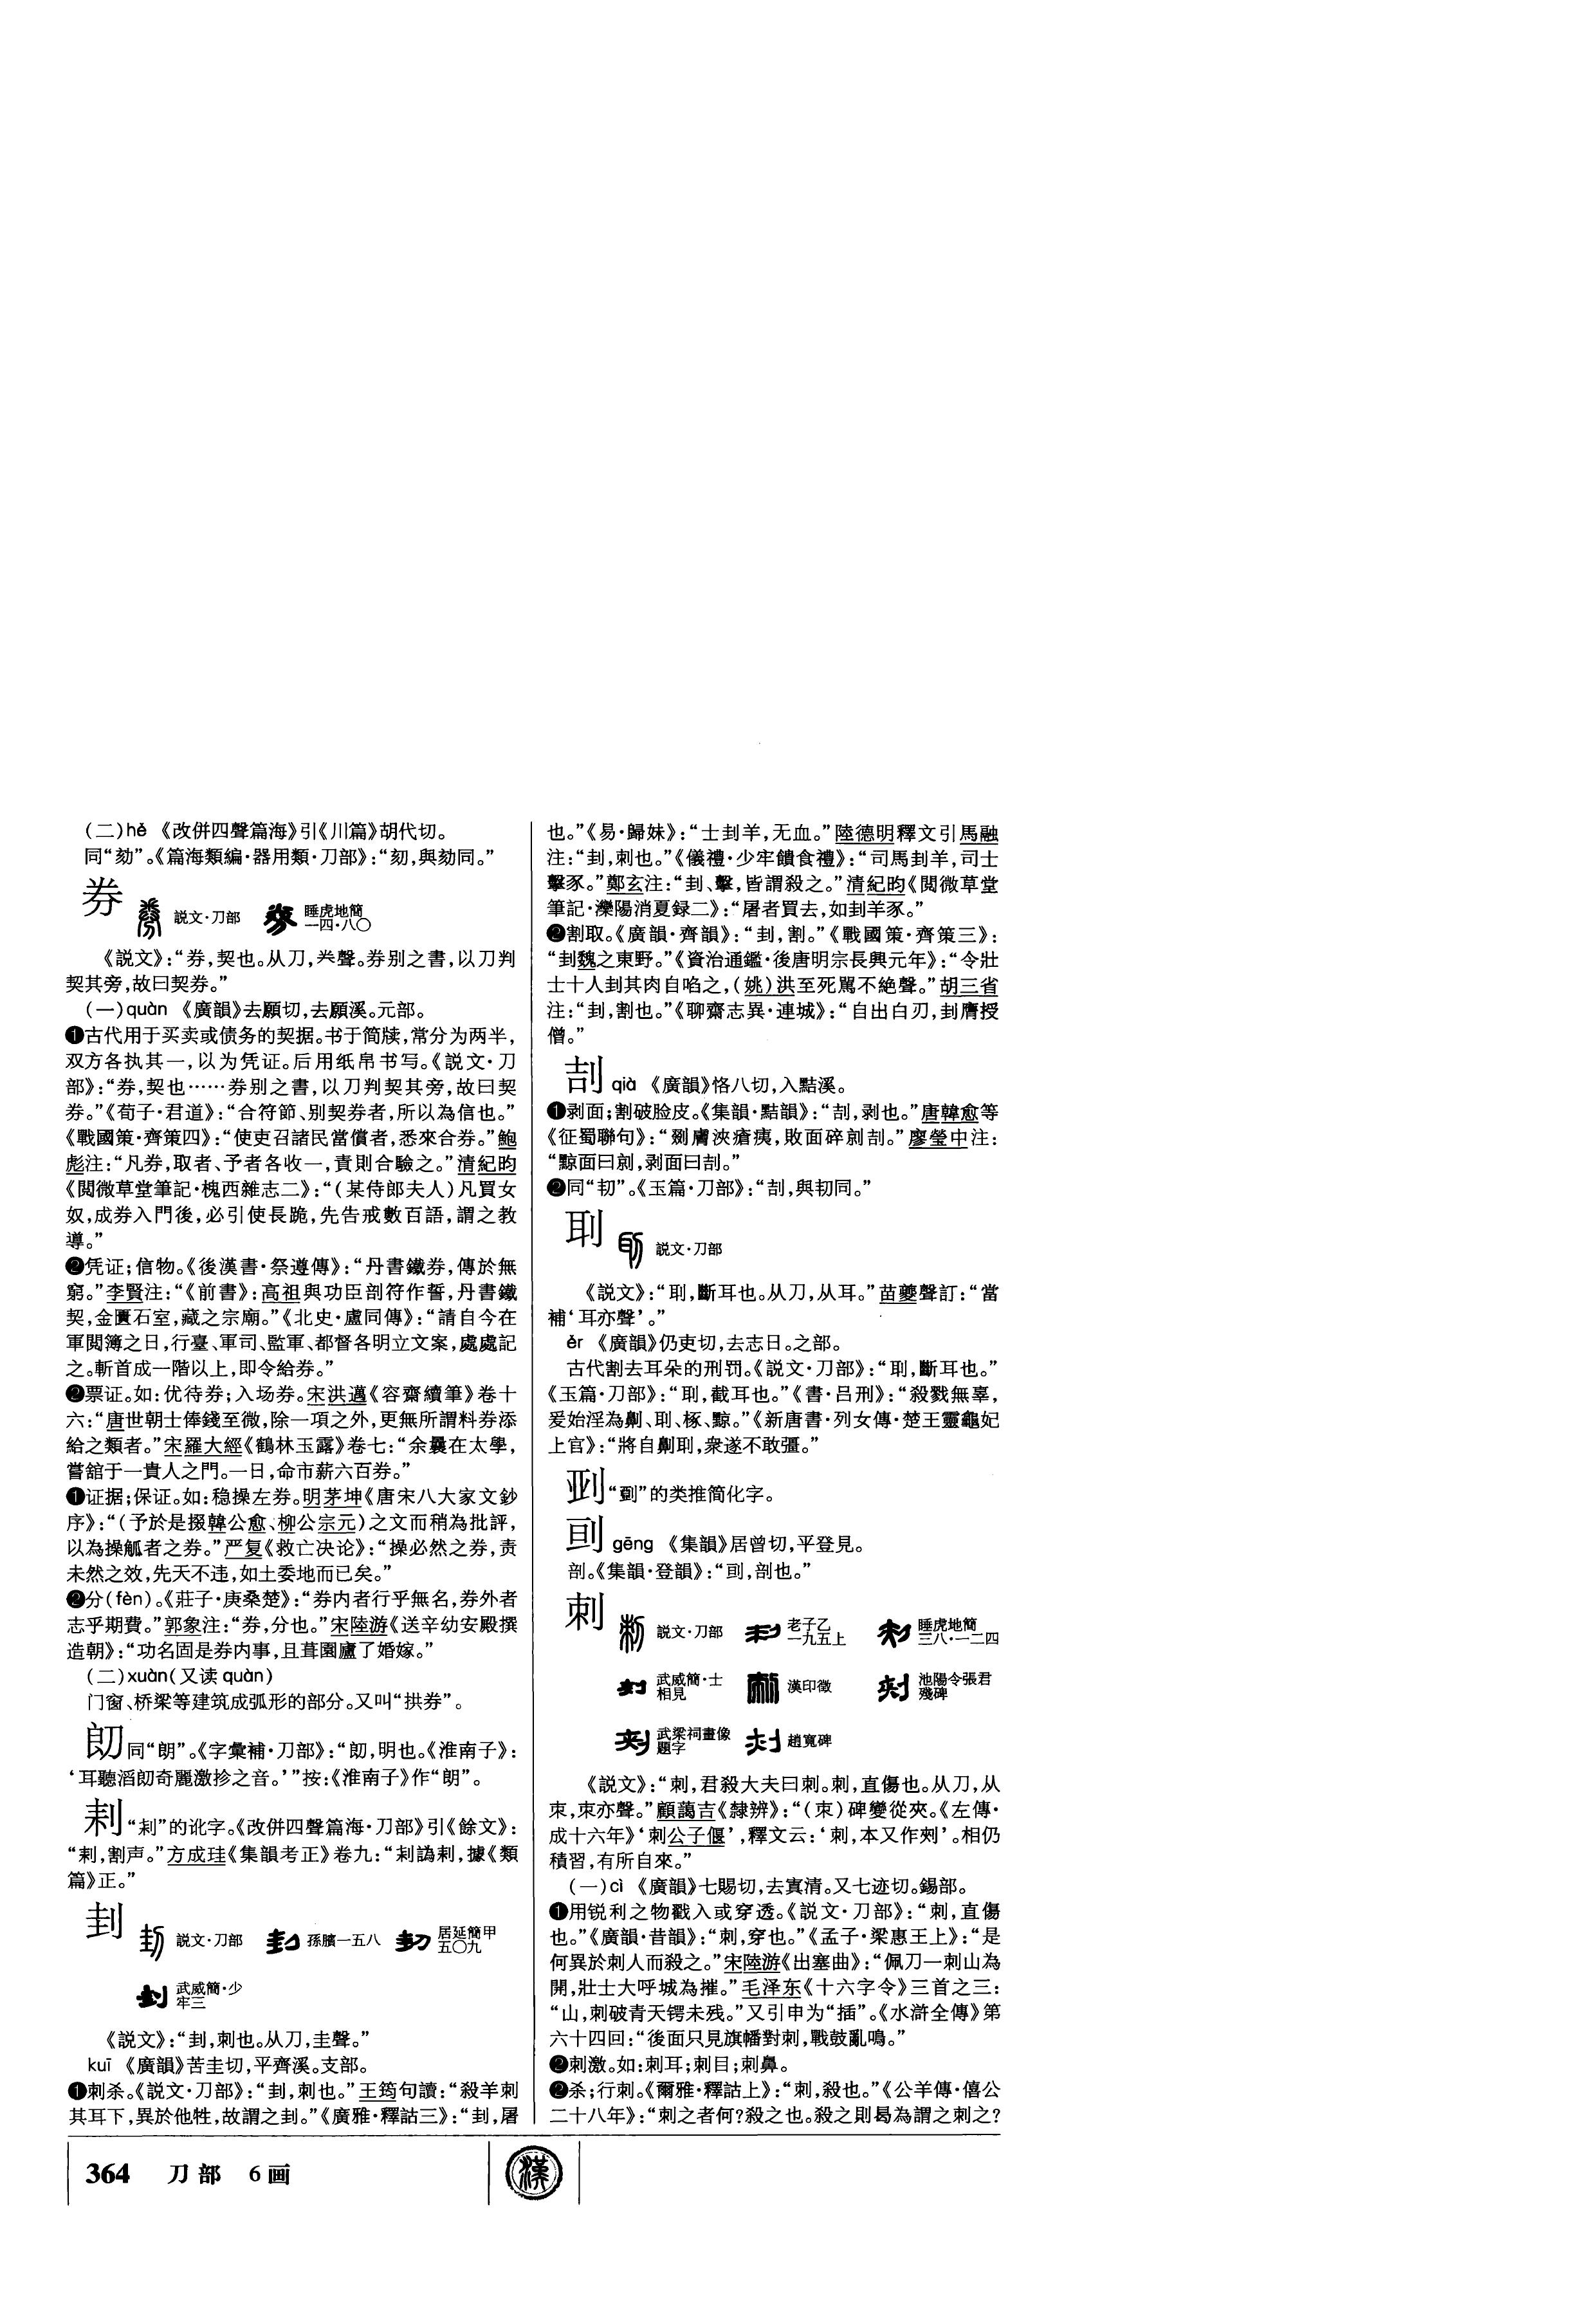 (二)hě 《改併四聲篇海》引《川篇》胡代切。
同“劾”。《篇海類編·器用類·刀部》：“刻，與劾同。”
券 説文·刀部 睡虎地簡一四·八〇
《説文》：“券，契也。从刀，𠔉聲。券别之書，以刀判
契其旁，故曰契券。”
(一)quàn 《廣韻》去願切，去願溪。元部。
❶古代用于买卖或债务的契据。书于简牍，常分为两半，
双方各执其一，以为凭证。后用纸帛书写。《説文·刀
部》：“券，契也……券别之書，以刀判契其旁，故曰契
券。”《荀子·君道》：“合符節、别契券者，所以為信也。”
《戰國策·齊策四》：“使吏召諸民當償者，悉來合券。”鮑
彪注：“凡券，取者、予者各收一，責則合驗之。”清紀昀
《閲微草堂筆記·槐西雜志二》：“(某侍郎夫人)凡買女
奴，成券入門後，必引使長跪，先告戒數百語，謂之教
導。”
❷凭证；信物。《後漢書·祭遵傳》：“丹書鐵券，傳於無
窮。”李賢注：“《前書》：高祖與功臣剖符作誓，丹書鐵
契，金匱石室，藏之宗廟。”《北史·盧同傳》：“請自今在
軍閲簿之日，行臺、軍司、監軍、都督各明立文案，處處記
之。斬首成一階以上，即令給券。”
❷票证。如：优待券；入场券。宋洪邁《容齋續筆》卷十
六：“唐世朝士俸錢至微，除一項之外，更無所謂料券添
給之類者。”宋羅大經《鶴林玉露》卷七：“余曩在太學，
嘗舘于一貴人之門。一日，命市薪六百券。”
❶证据；保证。如：稳操左券。明茅坤《唐宋八大家文鈔
序》：“(予於是掇韓公愈、柳公宗元)之文而稍為批評，
以為操觚者之券。”严复《救亡决论》：“操必然之券，责
未然之效，先天不违，如土委地而已矣。”
❷分(fèn)。《莊子·庚桑楚》：“券内者行乎無名，券外者
志乎期費。”郭象注：“券，分也。”宋陸游《送辛幼安殿撰
造朝》：“功名固是券内事，且葺園廬了婚嫁。”
(二)xuàn(又读quàn)
门窗、桥梁等建筑成弧形的部分。又叫“拱券”。
同“朗”。《字彙補·刀部》：“，明也。《淮南子》：
‘耳聽滔奇麗激抮之音。’”按：《淮南子》作“朗”。
“”的讹字。《改併四聲篇海·刀部》引《餘文》：
“，割声。”方成珪《集韻考正》卷九：“譌，據《類
篇》正。”
刲 説文·刀部 孫臏一五八 居延簡甲五〇九
武威簡·少牢三
《説文》：“刲，刺也。从刀，圭聲。”
kuī 《廣韻》苦圭切，平齊溪。支部。
❶刺杀。《説文·刀部》：“刲，刺也。”王筠句讀：“殺羊刺
其耳下，異於他牲，故謂之刲。”《廣雅·釋詁三》：“刲，屠
也。”《易·歸妹》：“士刲羊，无血。”陸德明釋文引馬融
注：“刲，刺也。”《儀禮·少牢饋食禮》：“司馬刲羊，司士
擊豕。”鄭玄注：“刲、擊，皆謂殺之。”清紀昀《閲微草堂
筆記·灤陽消夏録二》：“屠者買去，如刲羊豕。”
❷割取。《廣韻·齊韻》：“刲，割。”《戰國策·齊策三》：
“刲魏之東野。”《資治通鑑·後唐明宗長興元年》：“令壯
士十人刲其肉自啗之，(姚)洪至死駡不絶聲。”胡三省
注：“刲，割也。”《聊齋志異·連城》：“自出白刃，刲膺授
僧。”
刮 qià 《廣韻》恪八切，入黠溪。
❶剥面；割破脸皮。《集韻·黠韻》：“，剥也。”唐韓愈等
《征蜀聯句》：“剟膚浹瘡痍，敗面碎剠。”廖瑩中注：
“黥面曰剠，剥面曰。”
❷同“㓞”。《玉篇·刀部》：“，與㓞同。”
刵 説文·刀部
《説文》：“刵，斷耳也。从刀，从耳。”苗夔聲訂：“當
補‘耳亦聲’。”
ěr 《廣韻》仍吏切，去志日。之部。
古代割去耳朵的刑罚。《説文·刀部》：“刵，斷耳也。”
《玉篇·刀部》：“刵，截耳也。”《書·吕刑》：“殺戮無辜，
爰始淫為劓、刵、椓、黥。”《新唐書·列女傳·楚王靈龜妃
上官》：“將自劓刵，衆遂不敢彊。”
“剄”的类推简化字。
gēng 《集韻》居曾切，平登見。
剖。《集韻·登韻》：“，剖也。”
刺 説文·刀部 老子乙一九五上 睡虎地簡三八·一二四
武威簡·士相見 漢印徵 池陽令張君殘碑
武梁祠畫像題字 趙寬碑
《説文》：“刺，君殺大夫曰刺。刺，直傷也。从刀，从
朿，朿亦聲。”顧藹吉《隸辨》：“(朿)碑變從夾。《左傳·
成十六年》‘刺公子偃’，釋文云：‘刺，本又作刾’。相仍
積習，有所自來。”
(一)cì 《廣韻》七賜切，去寘清。又七迹切。錫部。
❶用锐利之物戳入或穿透。《説文·刀部》：“刺，直傷
也。”《廣韻·昔韻》：“刺，穿也。”《孟子·梁惠王上》：“是
何異於刺人而殺之。”宋陸游《出塞曲》：“佩刀一刺山為
開，壯士大呼城為摧。”毛泽东《十六字令》三首之三：
“山，刺破青天锷未残。”又引申为“插”。《水滸全傳》第
六十四回：“後面只見旗幡對刺，戰鼓亂鳴。”
❷刺激。如：刺耳；刺目；刺鼻。
❷杀；行刺。《爾雅·釋詁上》：“刺，殺也。”《公羊傳·僖公
二十八年》：“刺之者何？殺之也。殺之則曷為謂之刺之？
364 刀部 6画
漢